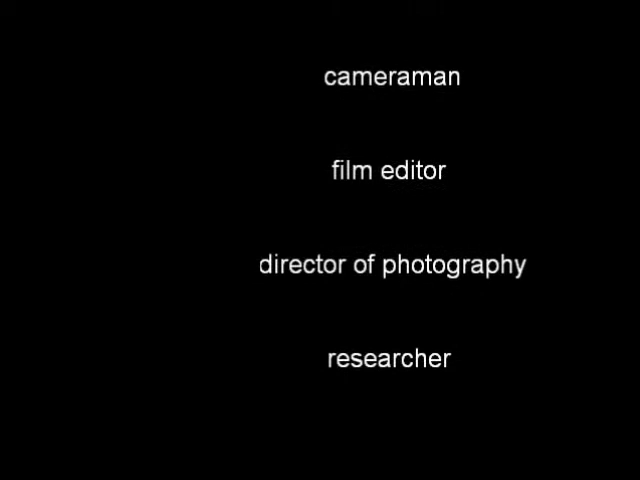 cameraman
film editor
director of photography
researcher